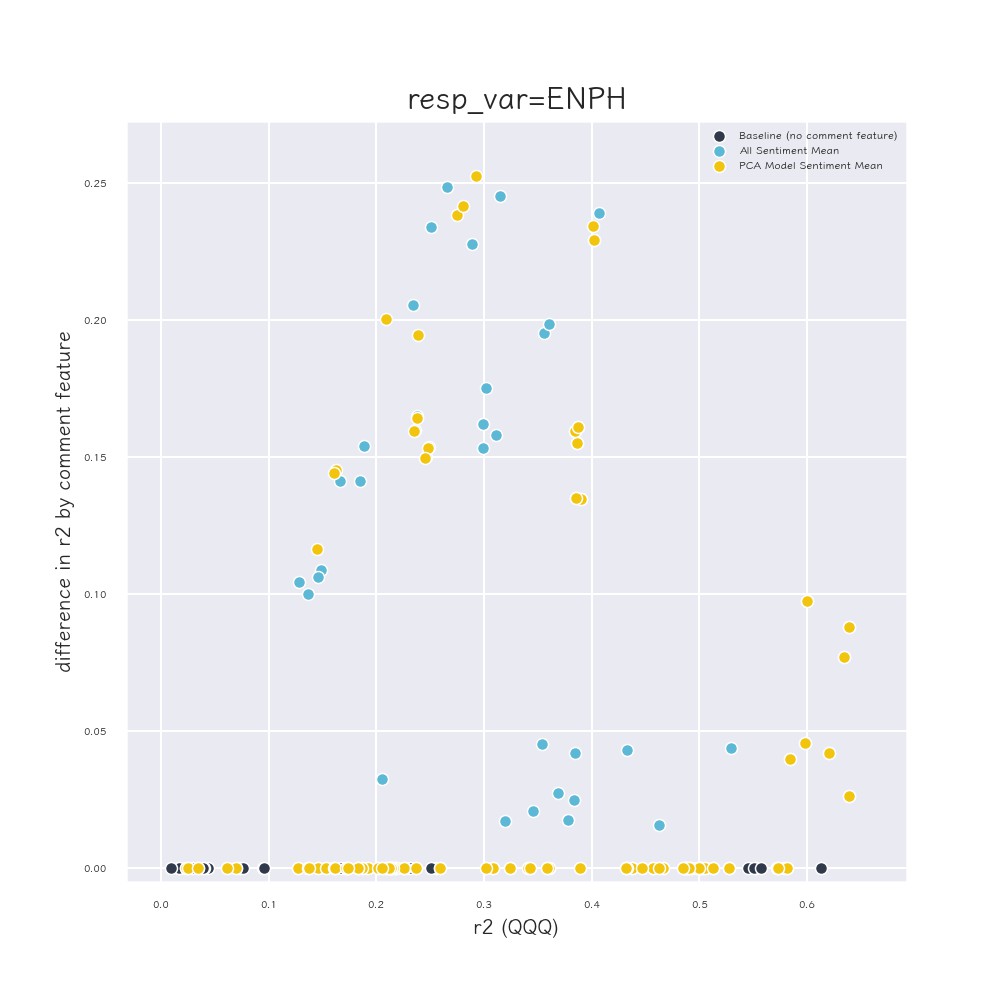 resp_var=ENPH
Baseline (no comment feature)
All Sentiment Mean
PCA Model Sentiment Mean
0.25
0.20
0.15
0.10
0.05
0.00
difference in r2 by comment feature
0.0 0.1 0.2 0.3 0.4 0.5 0.6
r2 (QQQ)